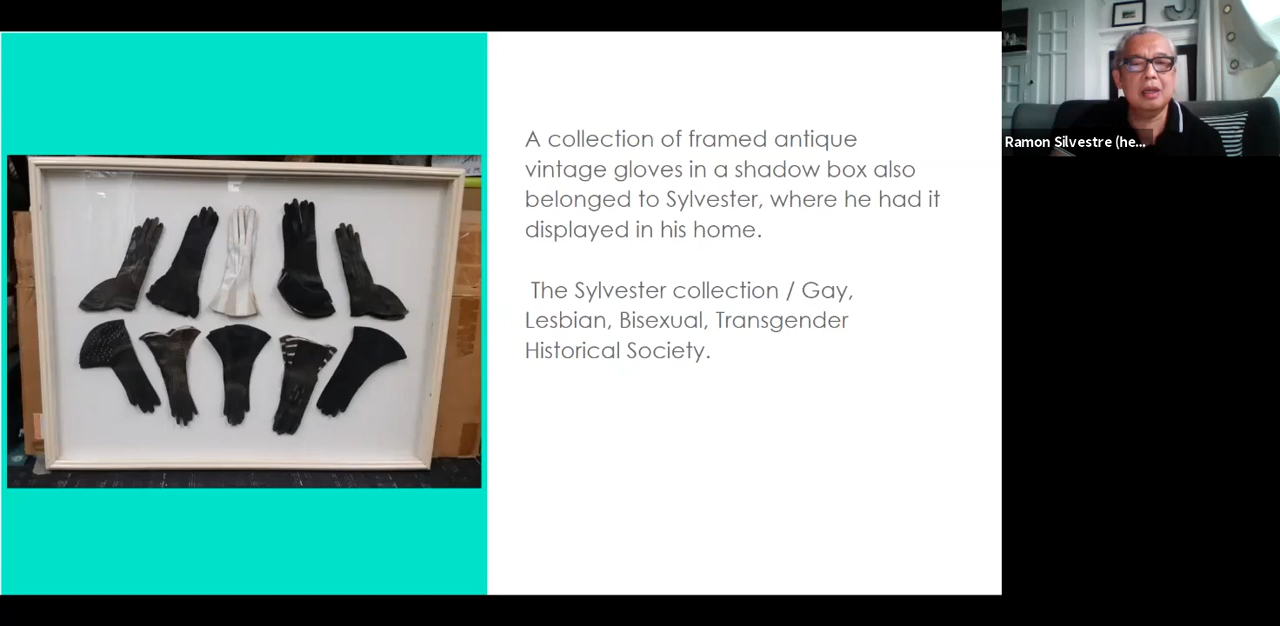 A collection of framed antique
vintage gloves in a shadow box also
belonged to Sylvester, where he had it
displayed in his home.
The Sylvester collection / Gay,
Lesbian, Bisexual, Transgender
Historical Society.
Ramon Silvestre (he...